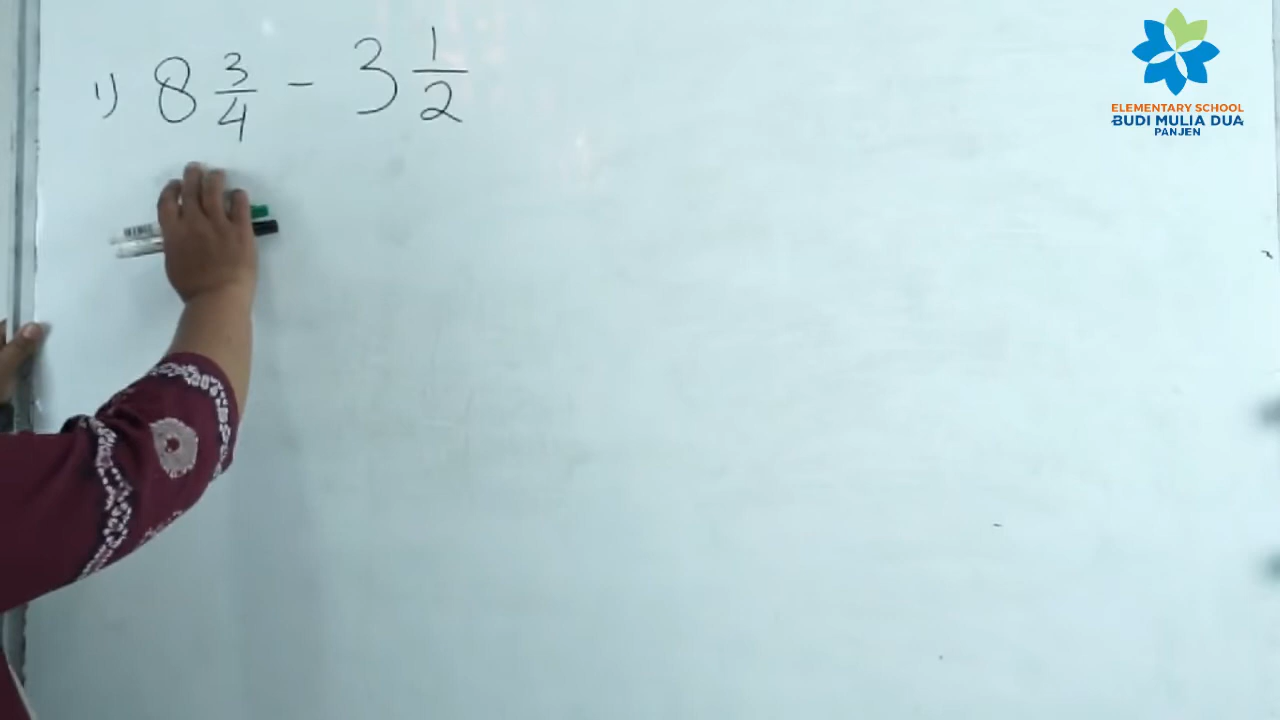 1) 8 3/4 - 3 1/2
ELEMENTARY SCHOOL
BUDI MULIA DUA
PANJEN